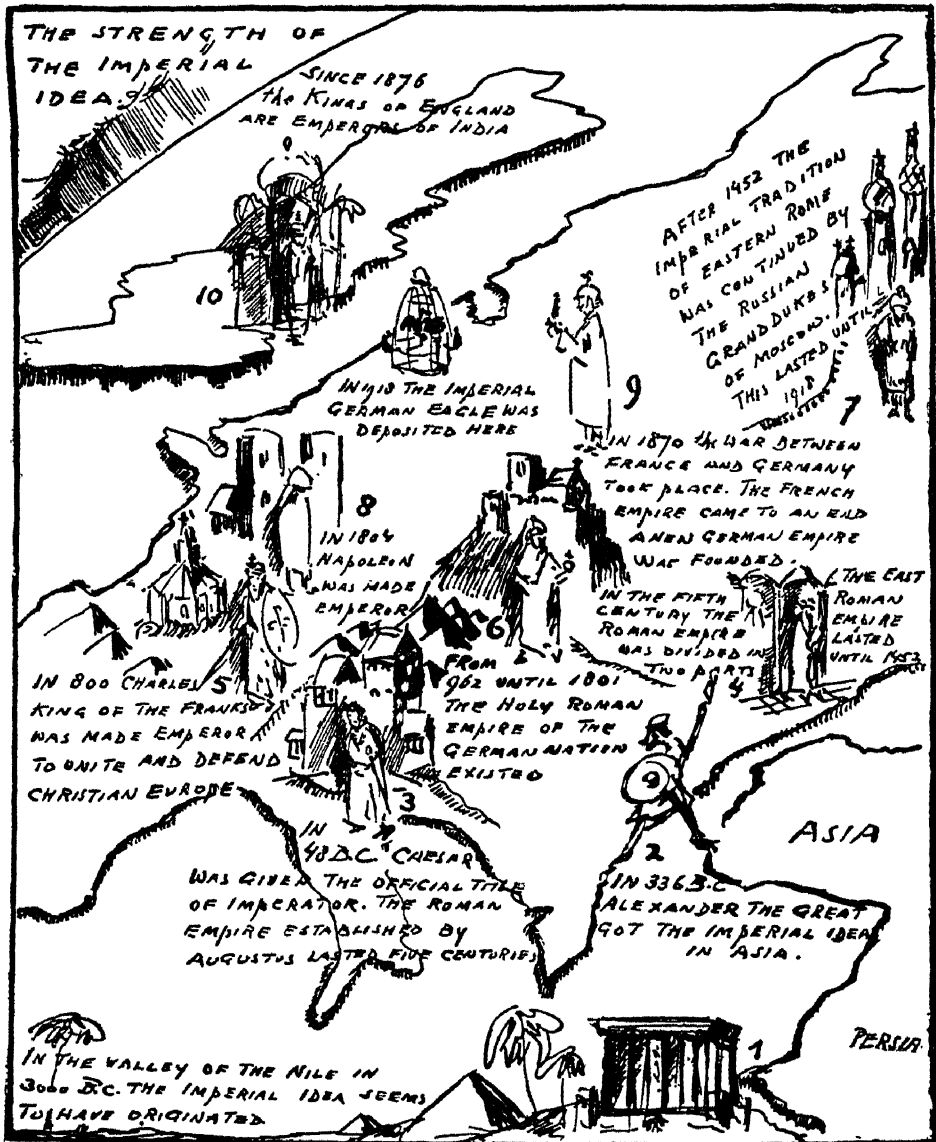 THE STRENGTH OF
THE IMPERIAL
IDEA.
SINCE 1876
the KINGS OF ENGLAND
ARE EMPERORS OF INDIA
10
AFTER 1452 THE
IMPERIAL TRADITION
OF EASTERN ROME
WAS CONTINUED BY
THE RUSSIAN
GRANDDUKES
OF MOSCOW.
THIS LASTED UNTIL
1918
7
IN 1918 THE IMPERIAL
GERMAN EAGLE WAS
DEPOSITED HERE
9
IN 1870 the WAR BETWEEN
FRANCE AND GERMANY
TOOK PLACE. THE FRENCH
EMPIRE CAME TO AN END
A NEW GERMAN EMPIRE
WAS FOUNDED.
8
IN 1804
NAPOLEON
WAS MADE
EMPEROR
IN THE FIFTH
CENTURY THE
ROMAN EMPIRE
WAS DIVIDED IN
TWO PARTS
THE EAST
ROMAN
EMPIRE
LASTED
UNTIL 1453
4
6
FROM
962 UNTIL 1801
THE HOLY ROMAN
EMPIRE OF THE
GERMAN NATION
EXISTED
IN 800 CHARLES
5
KING OF THE FRANKS
WAS MADE EMPEROR
TO UNITE AND DEFEND
CHRISTIAN EUROPE
3
IN
48 B.C. CAESAR
WAS GIVEN THE OFFICIAL TITLE
OF IMPERATOR. THE ROMAN
EMPIRE ESTABLISHED BY
AUGUSTUS LASTED FIVE CENTURIES
2
IN 336 B.C
ALEXANDER THE GREAT
GOT THE IMPERIAL IDEA
IN ASIA.
ASIA
PERSIA.
1
IN THE VALLEY OF THE NILE IN
3000 B.C. THE IMPERIAL IDEA SEEMS
TO HAVE ORIGINATED